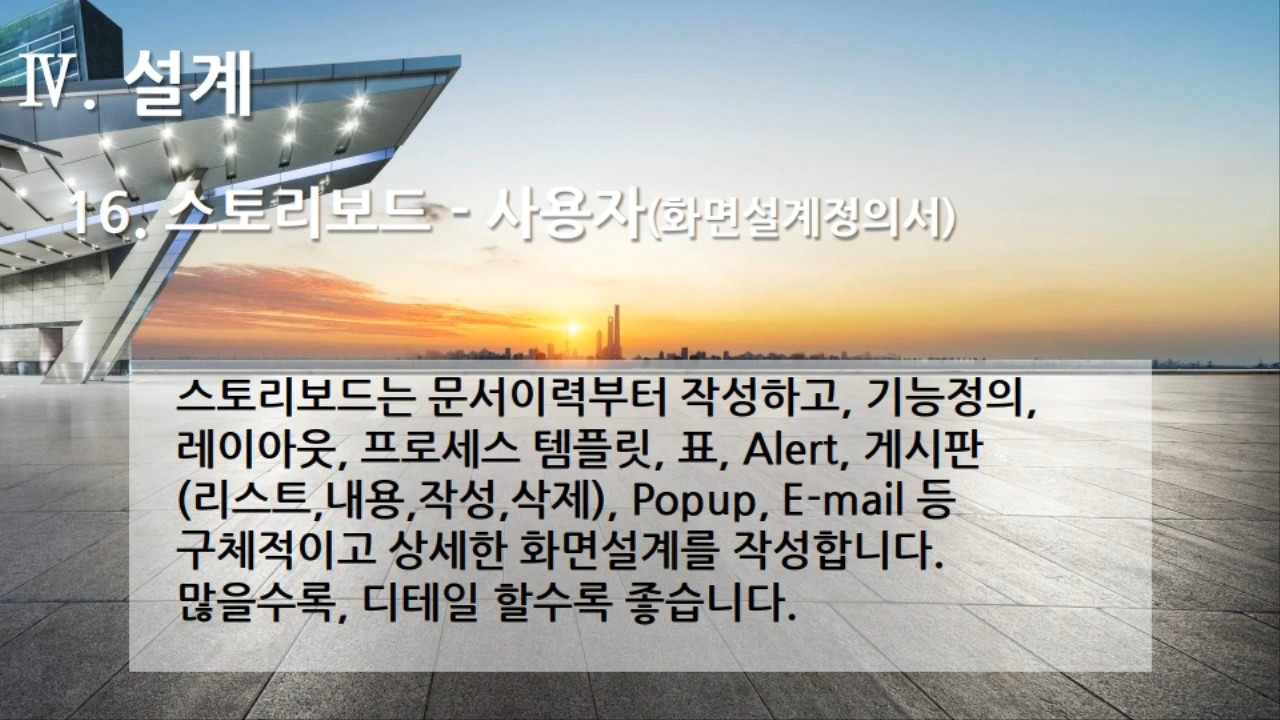 Ⅳ. 설계
16. 스토리보드 - 사용자(화면설계정의서)
스토리보드는 문서이력부터 작성하고, 기능정의,
레이아웃, 프로세스 템플릿, 표, Alert, 게시판
(리스트,내용,작성,삭제), Popup, E-mail 등
구체적이고 상세한 화면설계를 작성합니다.
많을수록, 디테일 할수록 좋습니다.